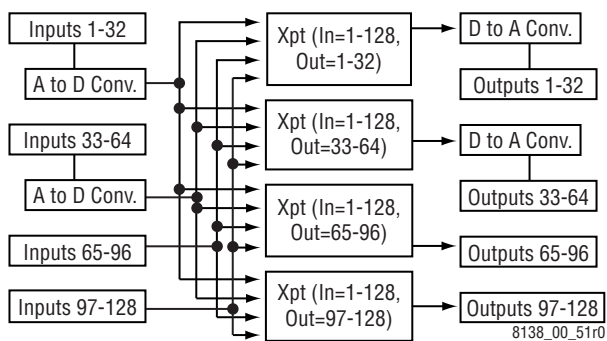 Inputs 1-32
A to D Conv.
Inputs 33-64
A to D Conv.
Inputs 65-96
Inputs 97-128
Xpt (In=1-128,
Out=1-32)
Xpt (In=1-128,
Out=33-64)
Xpt (In=1-128,
Out=65-96)
Xpt (In=1-128,
Out=97-128)
D to A Conv.
Outputs 1-32
D to A Conv.
Outputs 33-64
Outputs 65-96
Outputs 97-128
8138_00_51r0